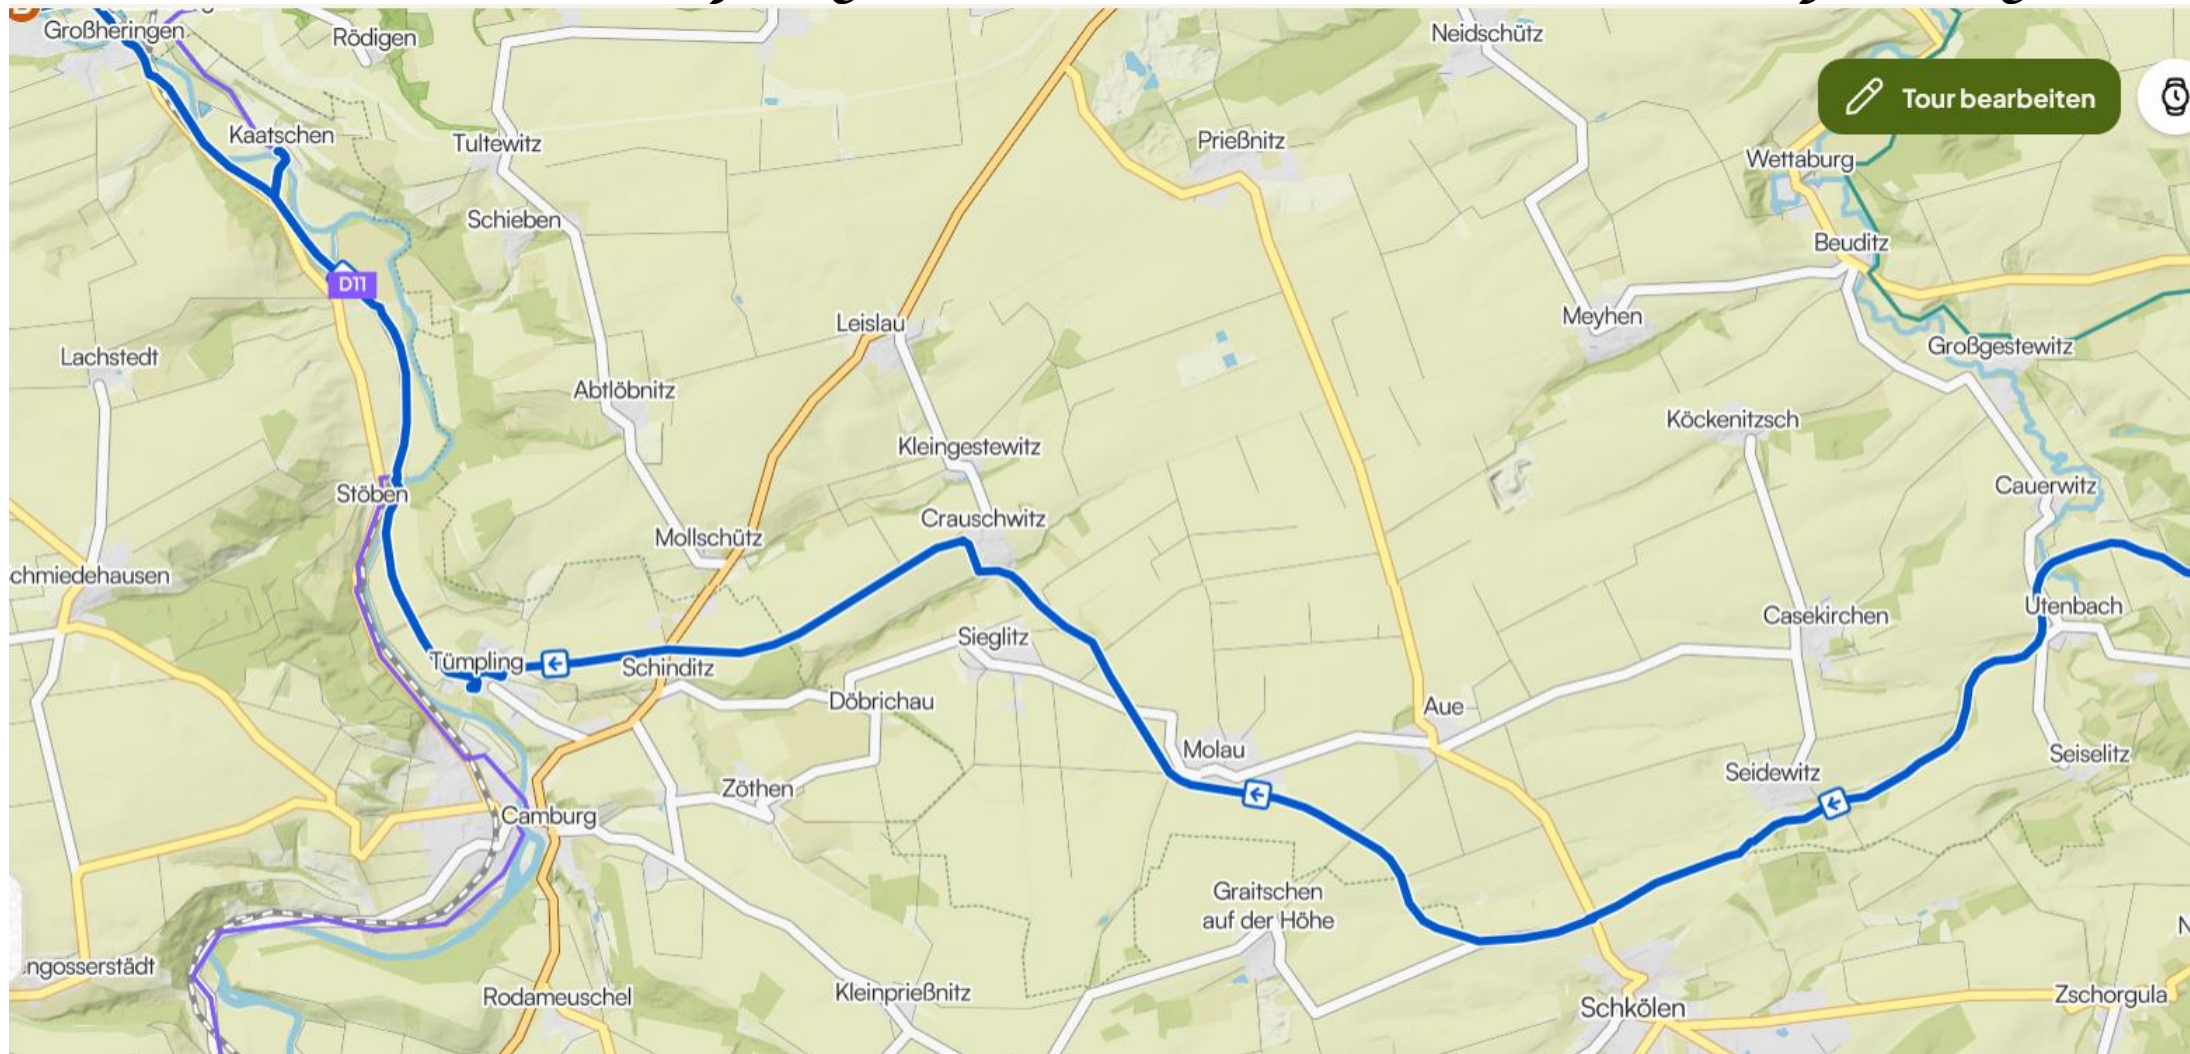 Großheringen
Rödigen
Neidschütz
Tour bearbeiten
Kaatschen
Tultewitz
Prießnitz
Wettaburg
Schieben
Beuditz
D11
Leislau
Meyhen
Lachstedt
Großgestewitz
Abtlöbnitz
Köckenitzsch
Kleingestewitz
Stöben
Cauerwitz
Crauschwitz
Mollschütz
chmiedehausen
Utenbach
Casekirchen
Sieglitz
Tümpling
Schinditz
Döbrichau
Aue
Molau
Seiselitz
Seidewitz
Zöthen
Camburg
Graitschen
auf der Höhe
N
ngosserstädt
Rodameuschel
Kleinprießnitz
Zschorgula
Schkölen